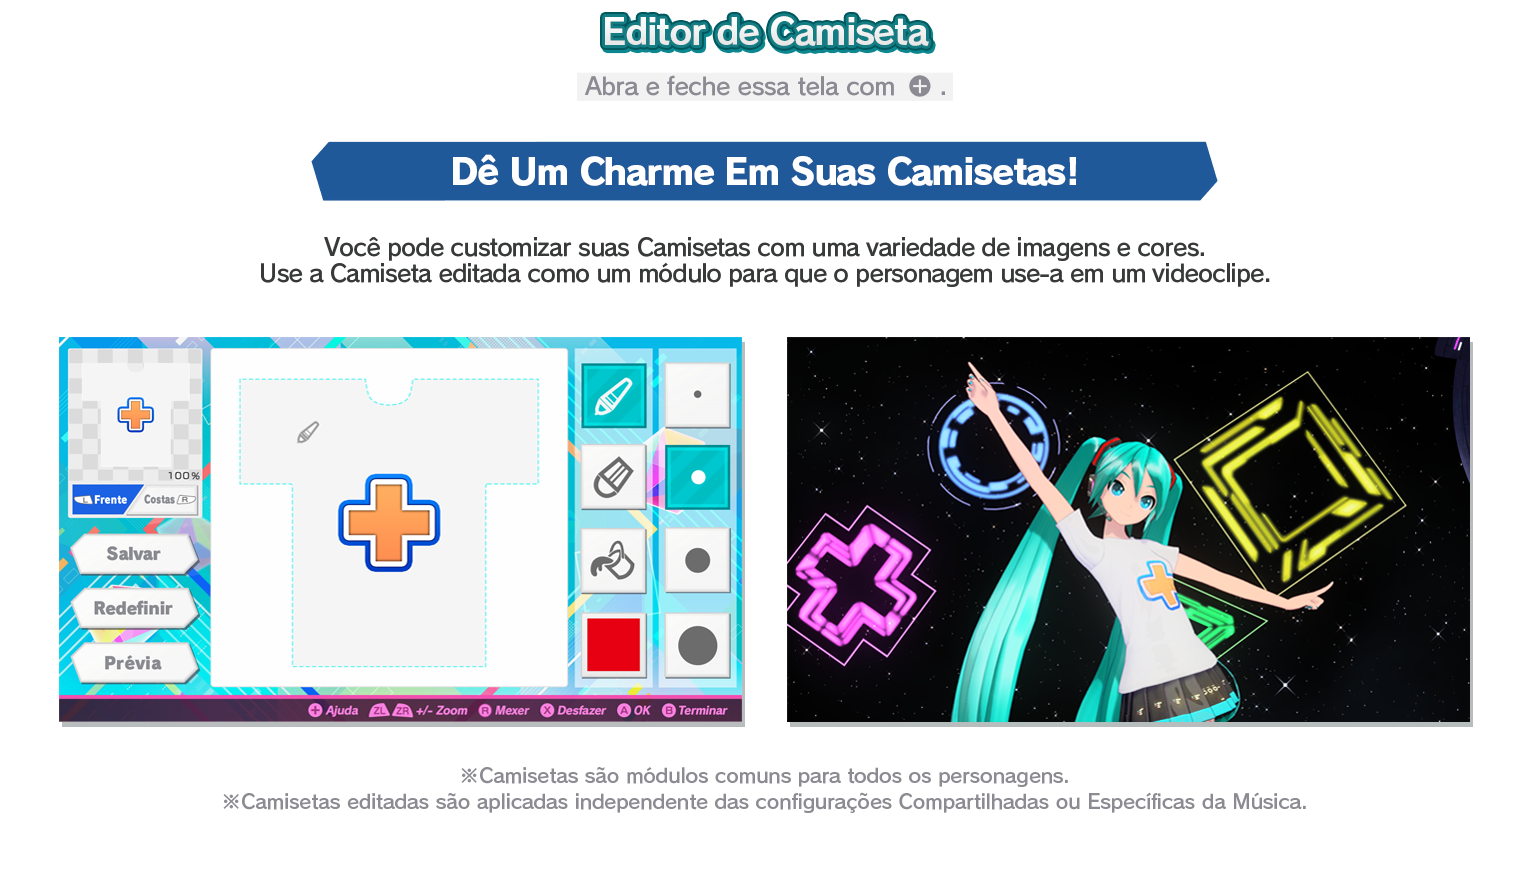 Editor de Camiseta
Abra e feche essa tela com + .
Dê Um Charme Em Suas Camisetas!
Você pode customizar suas Camisetas com uma variedade de imagens e cores.
Use a Camiseta editada como um módulo para que o personagem use-a em um videoclipe.
100%
L Frente Costas R
Salvar
Redefinir
Prévia
+ Ajuda ZL ZR +/- Zoom R Mexer X Desfazer A OK B Terminar
※Camisetas são módulos comuns para todos os personagens.
※Camisetas editadas são aplicadas independente das configurações Compartilhadas ou Específicas da Música.